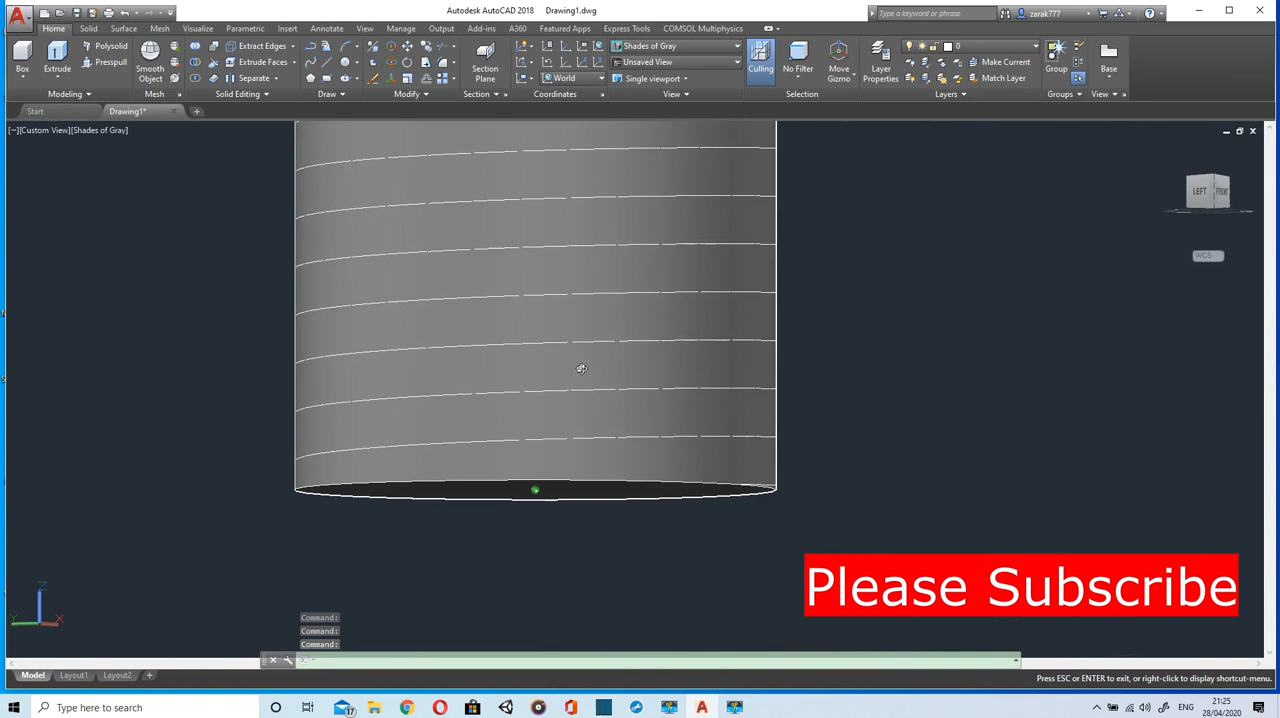 Autodesk AutoCAD 2018 Drawing1.dwg
Type a keyword or phrase
zarak777
Home Solid Surface Mesh Visualize Parametric Insert Annotate View Manage Output Add-ins A360 Featured Apps Express Tools COMSOL Multiphysics
Box
Extrude
Polysolid
Presspull
Modeling
Smooth
Object
Mesh
Extract Edges
Extrude Faces
Separate
Solid Editing
Draw
Modify
Section
Plane
Section
World
Coordinates
Shades of Gray
Unsaved View
Single viewport
View
Culling
No Filter
Move
Gizmo
Selection
Layer
Properties
0
Make Current
Match Layer
Layers
Group
Groups
Base
View
Start
Drawing1*
[−][Custom View][Shades of Gray]
LEFT
FRONT
WCS
Z
Y
X
Please Subscribe
Command:
Command:
Command:
Model
Layout1
Layout2
Press ESC or ENTER to exit, or right-click to display shortcut-menu.
Type here to search
17
ENG
21:25
28/04/2020